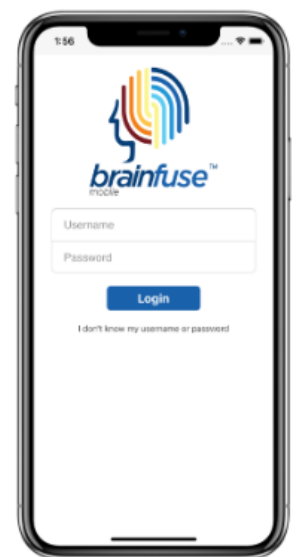 1:56
brainfuse™
mobile
Username
Password
Login
I don't know my username or password